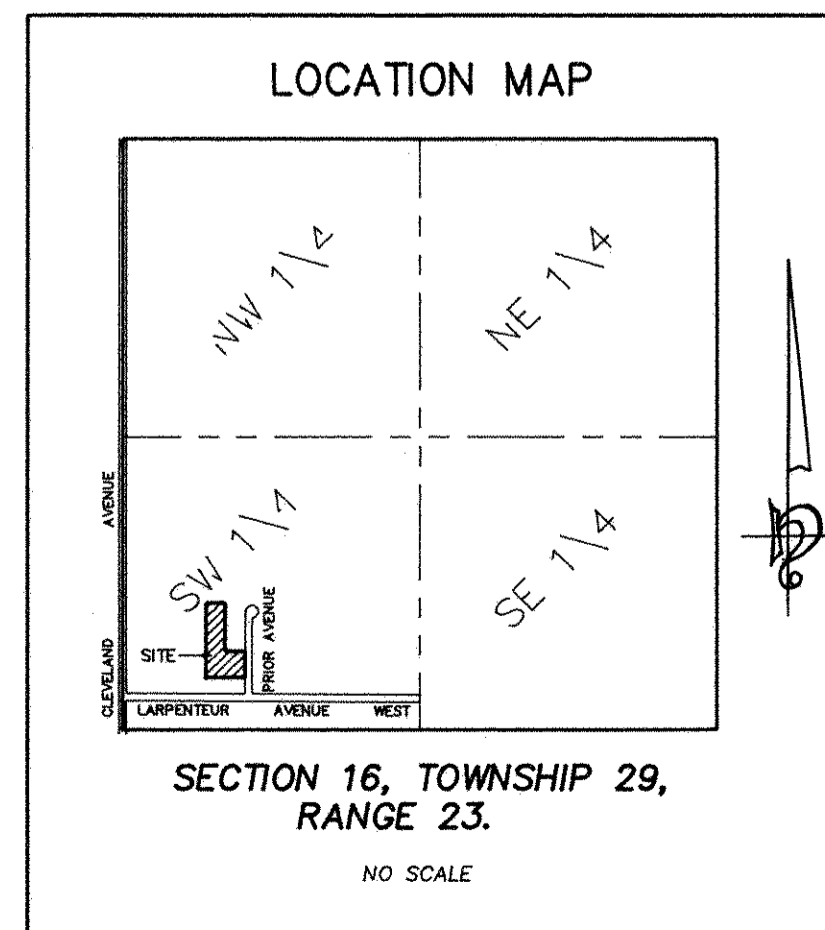 LOCATION MAP
NW 1/4
NE 1/4
SW 1/4
SE 1/4
AVENUE
CLEVELAND
SITE
PRIOR AVENUE
LARPENTEUR AVENUE WEST
SECTION 16, TOWNSHIP 29,
RANGE 23.
NO SCALE